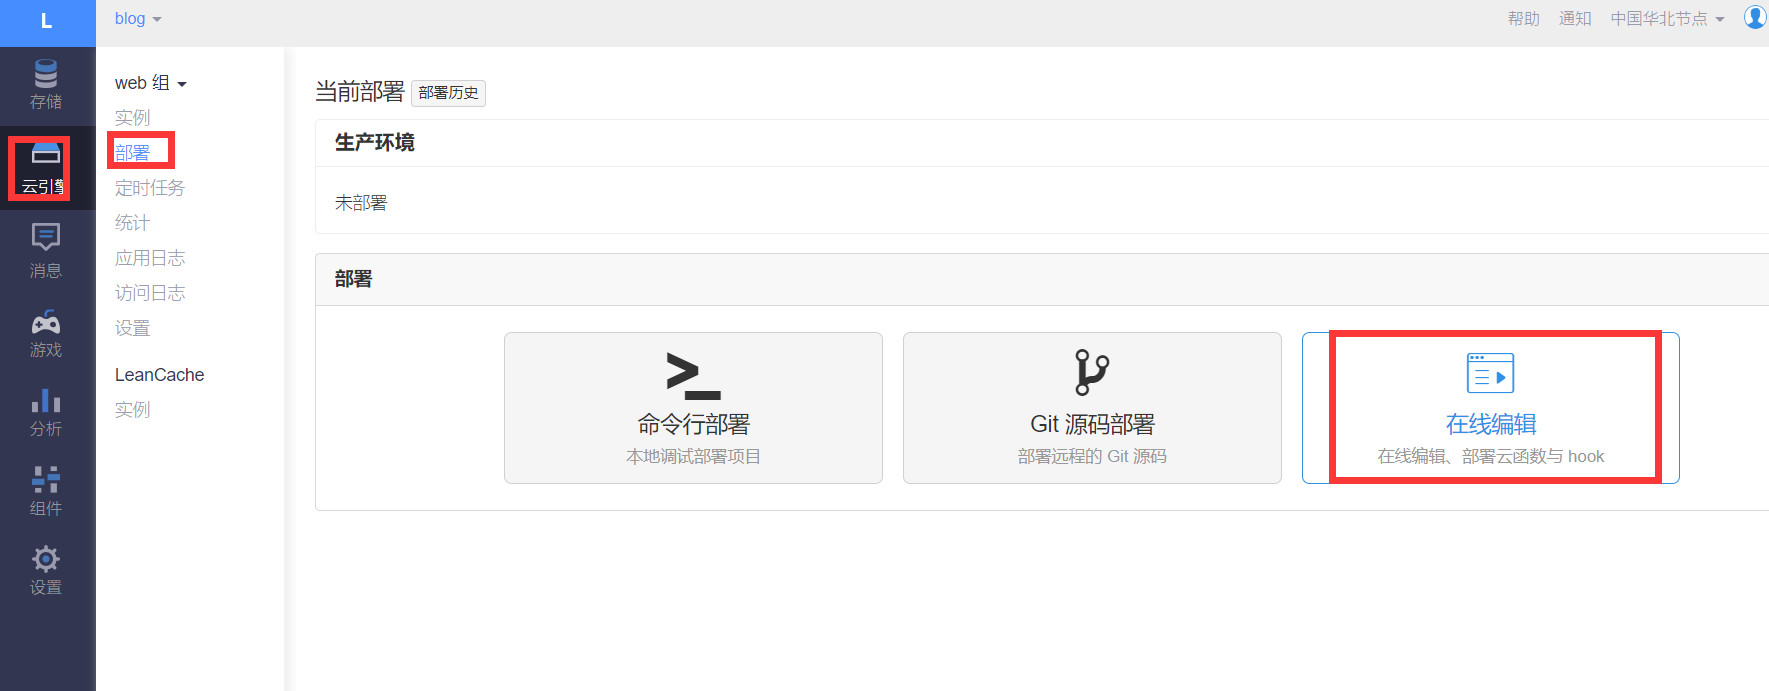 L
blog
帮助 通知 中国华北节点
存储
云引擎
消息
游戏
分析
组件
设置
web 组
实例
部署
定时任务
统计
应用日志
访问日志
设置
LeanCache
实例
当前部署 部署历史
生产环境
未部署
部署
命令行部署
本地调试部署项目
Git 源码部署
部署远程的 Git 源码
在线编辑
在线编辑、部署云函数与 hook